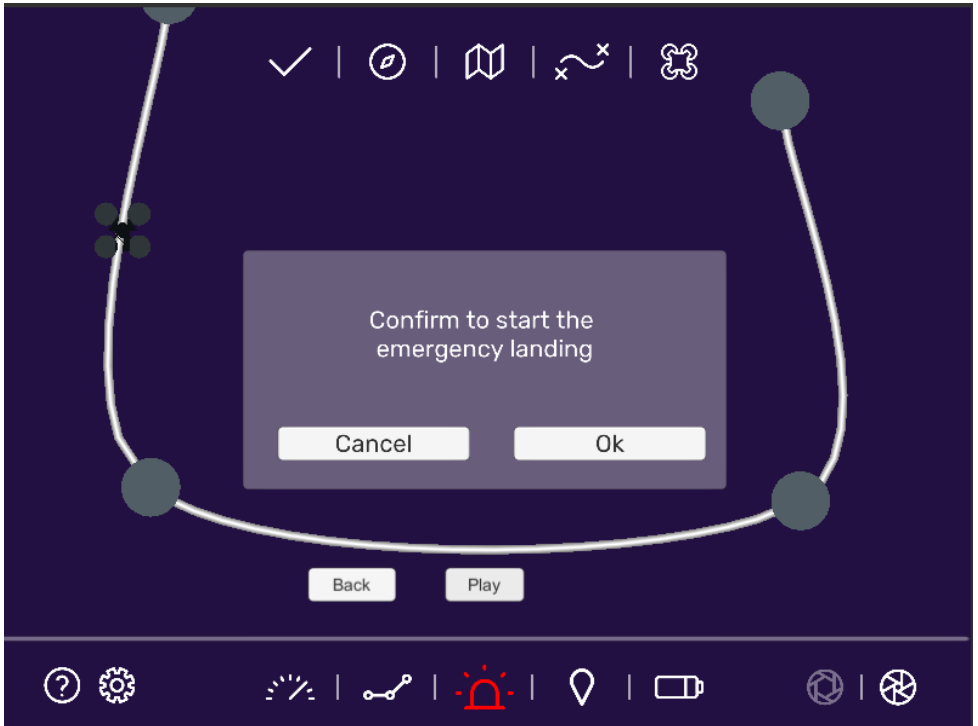 Confirm to start the
emergency landing
Cancel
Ok
Back
Play